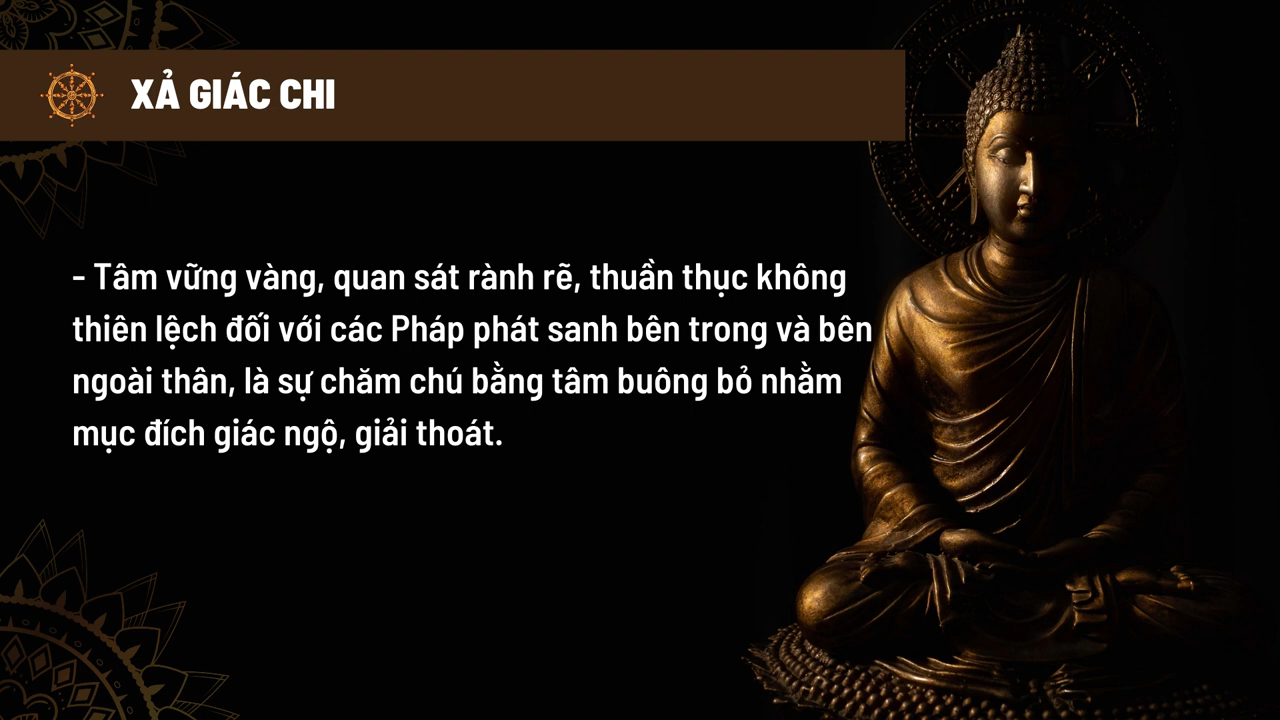 XẢ GIÁC CHI
- Tâm vững vàng, quan sát rành rẽ, thuần thục không
thiên lệch đối với các Pháp phát sanh bên trong và bên
ngoài thân, là sự chăm chú bằng tâm buông bỏ nhằm
mục đích giác ngộ, giải thoát.